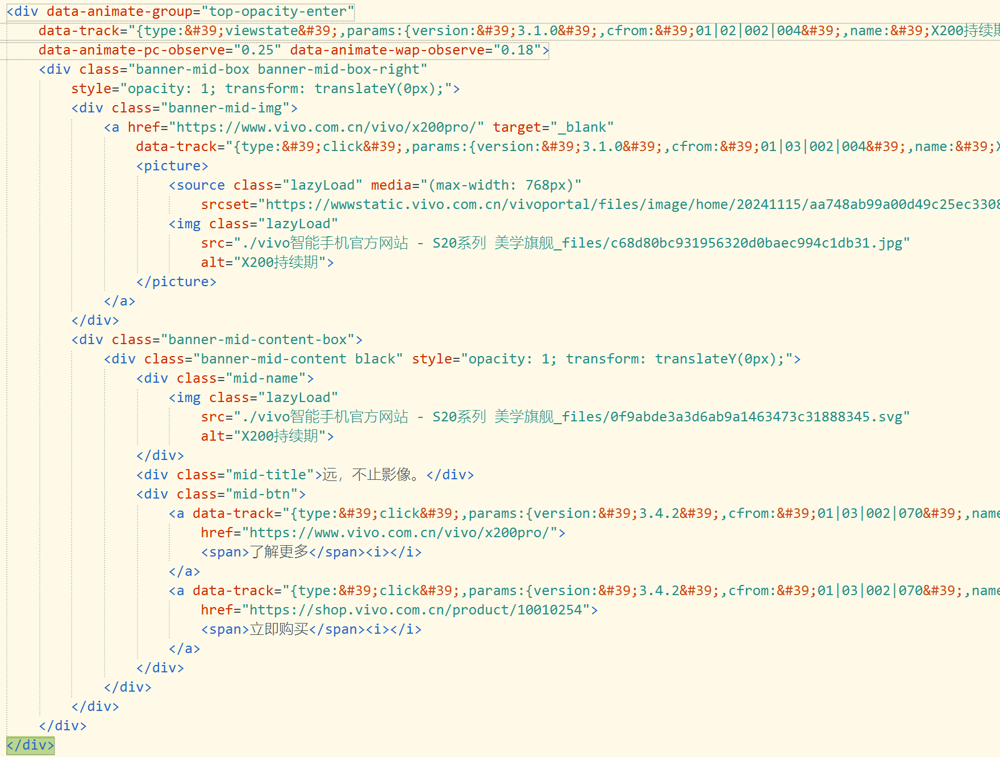 <div data-animate-group="top-opacity-enter"
data-track="{type:&#39;viewstate&#39;,params:{version:&#39;3.1.0&#39;,cfrom:&#39;01|02|002|004&#39;,name:&#39;X200持续期
data-animate-pc-observe="0.25" data-animate-wap-observe="0.18">
<div class="banner-mid-box banner-mid-box-right"
style="opacity: 1; transform: translateY(0px);">
<div class="banner-mid-img">
<a href="https://www.vivo.com.cn/vivo/x200pro/" target="_blank"
data-track="{type:&#39;click&#39;,params:{version:&#39;3.1.0&#39;,cfrom:&#39;01|03|002|004&#39;,name:&#39;X
<picture>
<source class="lazyLoad" media="(max-width: 768px)"
srcset="https://wwwstatic.vivo.com.cn/vivoportal/files/image/home/20241115/aa748ab99a00d49c25ec3308
<img class="lazyLoad"
src="./vivo智能手机官方网站 - S20系列 美学旗舰_files/c68d80bc931956320d0baec994c1db31.jpg"
alt="X200持续期">
</picture>
</a>
</div>
<div class="banner-mid-content-box">
<div class="banner-mid-content black" style="opacity: 1; transform: translateY(0px);">
<div class="mid-name">
<img class="lazyLoad"
src="./vivo智能手机官方网站 - S20系列 美学旗舰_files/0f9abde3a3d6ab9a1463473c31888345.svg"
alt="X200持续期">
</div>
<div class="mid-title">远，不止影像。</div>
<div class="mid-btn">
<a data-track="{type:&#39;click&#39;,params:{version:&#39;3.4.2&#39;,cfrom:&#39;01|03|002|070&#39;,name
href="https://www.vivo.com.cn/vivo/x200pro/">
<span>了解更多</span><i></i>
</a>
<a data-track="{type:&#39;click&#39;,params:{version:&#39;3.4.2&#39;,cfrom:&#39;01|03|002|070&#39;,name
href="https://shop.vivo.com.cn/product/10010254">
<span>立即购买</span><i></i>
</a>
</div>
</div>
</div>
</div>
</div>